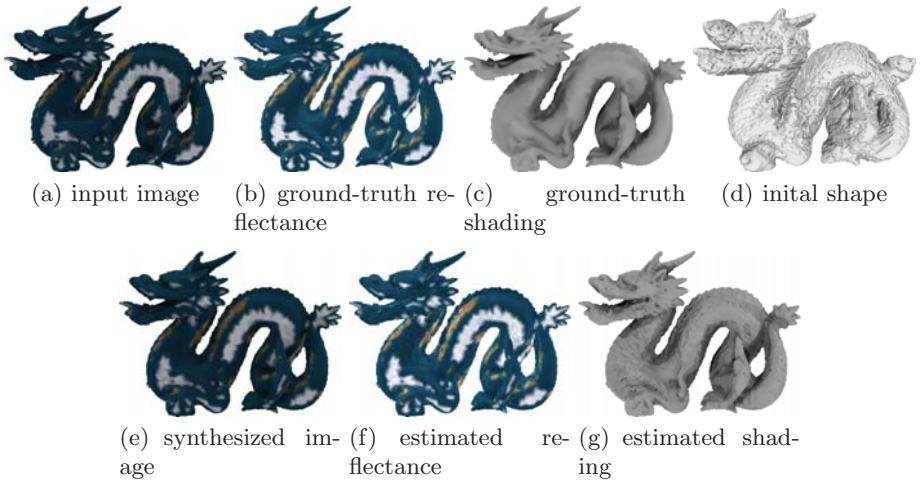 (a) input image
(b) ground-truth re-
flectance
(c) ground-truth
shading
(d) inital shape
(e) synthesized im-
age
(f) estimated re-
flectance
(g) estimated shad-
ing